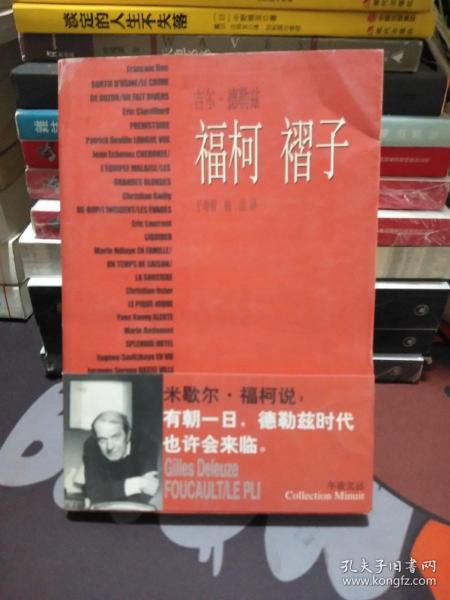 淡定的人生不失落
François Bon
SORTIE D'USINE/LE CRIME
DE BUZON/UN FAIT DIVERS
Eric Chevillard
PREHISTOIRE
Patrick Deville LONGUE VUE
Jean Echenoz CHEROKEE/
L'EQUIPEE MALAISE/LES
GRANDES BLONDES
Christian Gailly
BE-BOP/L'INCIDENT/LES EVADES
Eric Laurrent
LIQUIDER
Marie Ndiaye EN FAMILLE/
UN TEMPS DE SAISON/
LA SORCIERE
Christian Oster
LE PIQUE-NIQUE
Yves Ravey ALERTE
Marie Redonnet
SPLENDID HOTEL
Eugène Savitzkaya EN VIE
吉尔·德勒兹
福柯 褶子
米歇尔·福柯说：
有朝一日，德勒兹时代
也许会来临。
Gilles Deleuze
FOUCAULT/LE PLI
午夜文丛
Collection Minuit
孔夫子旧书网
www.kongfz.com